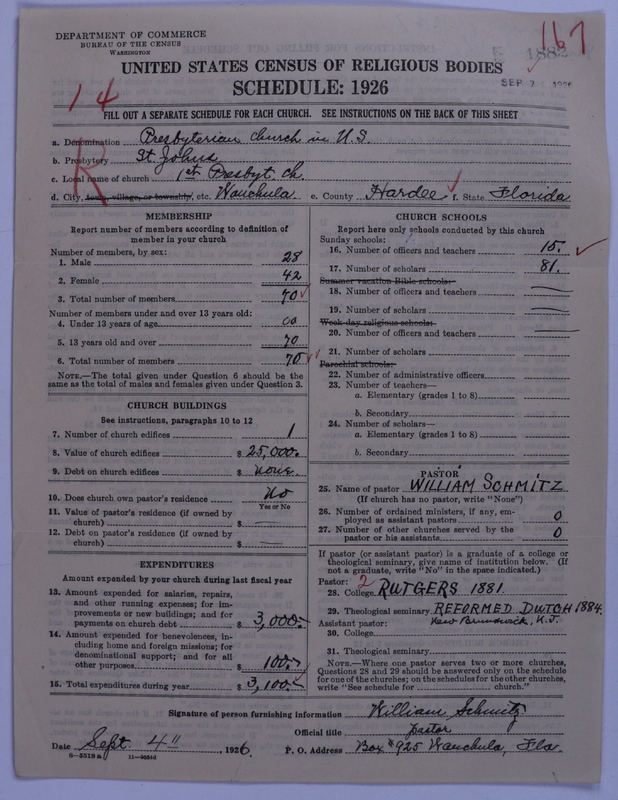 DEPARTMENT OF COMMERCE
BUREAU OF THE CENSUS
WASHINGTON
167
1882
SEP 7 1926
UNITED STATES CENSUS OF RELIGIOUS BODIES
SCHEDULE: 1926
14
FILL OUT A SEPARATE SCHEDULE FOR EACH CHURCH. SEE INSTRUCTIONS ON THE BACK OF THIS SHEET
R
a. Denomination Presbyterian church in U.S.
b. Presbytery St. Johns
c. Local name of church 1st Presbyt. ch.
d. City, town, village, or township, etc. Wauchula e. County Hardee f. State Florida
MEMBERSHIP
Report number of members according to definition of member in your church
Number of members, by sex:
1. Male 28
2. Female 42
3. Total number of members 70
Number of members under and over 13 years old:
4. Under 13 years of age 00
5. 13 years old and over 70
6. Total number of members 70
NOTE.—The total given under Question 6 should be the same as the total of males and females given under Question 3.
CHURCH BUILDINGS
See instructions, paragraphs 10 to 12
7. Number of church edifices 1
8. Value of church edifices $ 25,000.
9. Debt on church edifices $ none.
10. Does church own pastor's residence No
Yes or No
11. Value of pastor's residence (if owned by church) $ —
12. Debt on pastor's residence (if owned by church) $ —
EXPENDITURES
Amount expended by your church during last fiscal year
13. Amount expended for salaries, repairs, and other running expenses; for improvements or new buildings; and for payments on church debt $ 3,000.-
14. Amount expended for benevolences, including home and foreign missions; for denominational support; and for all other purposes $ 100.-
15. Total expenditures during year $ 3,100.-
CHURCH SCHOOLS
Report here only schools conducted by this church
Sunday schools:
16. Number of officers and teachers 15.
17. Number of scholars 81.
Summer vacation Bible schools:
18. Number of officers and teachers —
19. Number of scholars —
Week-day religious schools:
20. Number of officers and teachers —
21. Number of scholars
Parochial schools:
22. Number of administrative officers
23. Number of teachers—
a. Elementary (grades 1 to 8)
b. Secondary
24. Number of scholars—
a. Elementary (grades 1 to 8)
b. Secondary
PASTOR
25. Name of pastor WILLIAM SCHMITZ
(If church has no pastor, write "None")
26. Number of ordained ministers, if any, employed as assistant pastors 0
27. Number of other churches served by the pastor or his assistants 0
If pastor (or assistant pastor) is a graduate of a college or theological seminary, give name of institution below. (If not a graduate, write "No" in the space indicated.)
Pastor: 2
28. College RUTGERS 1881.
29. Theological seminary REFORMED DUTCH 1884.
Assistant pastor: New Brunswick, N.J.
30. College
31. Theological seminary
NOTE.—Where one pastor serves two or more churches, Questions 28 and 29 should be answered only on the schedule for one of the churches; on the schedules for the other churches, write "See schedule for church."
Signature of person furnishing information William Schmitz
Official title pastor
Date Sept. 4", 1926. P. O. Address Box #925 Wauchula, Fla.